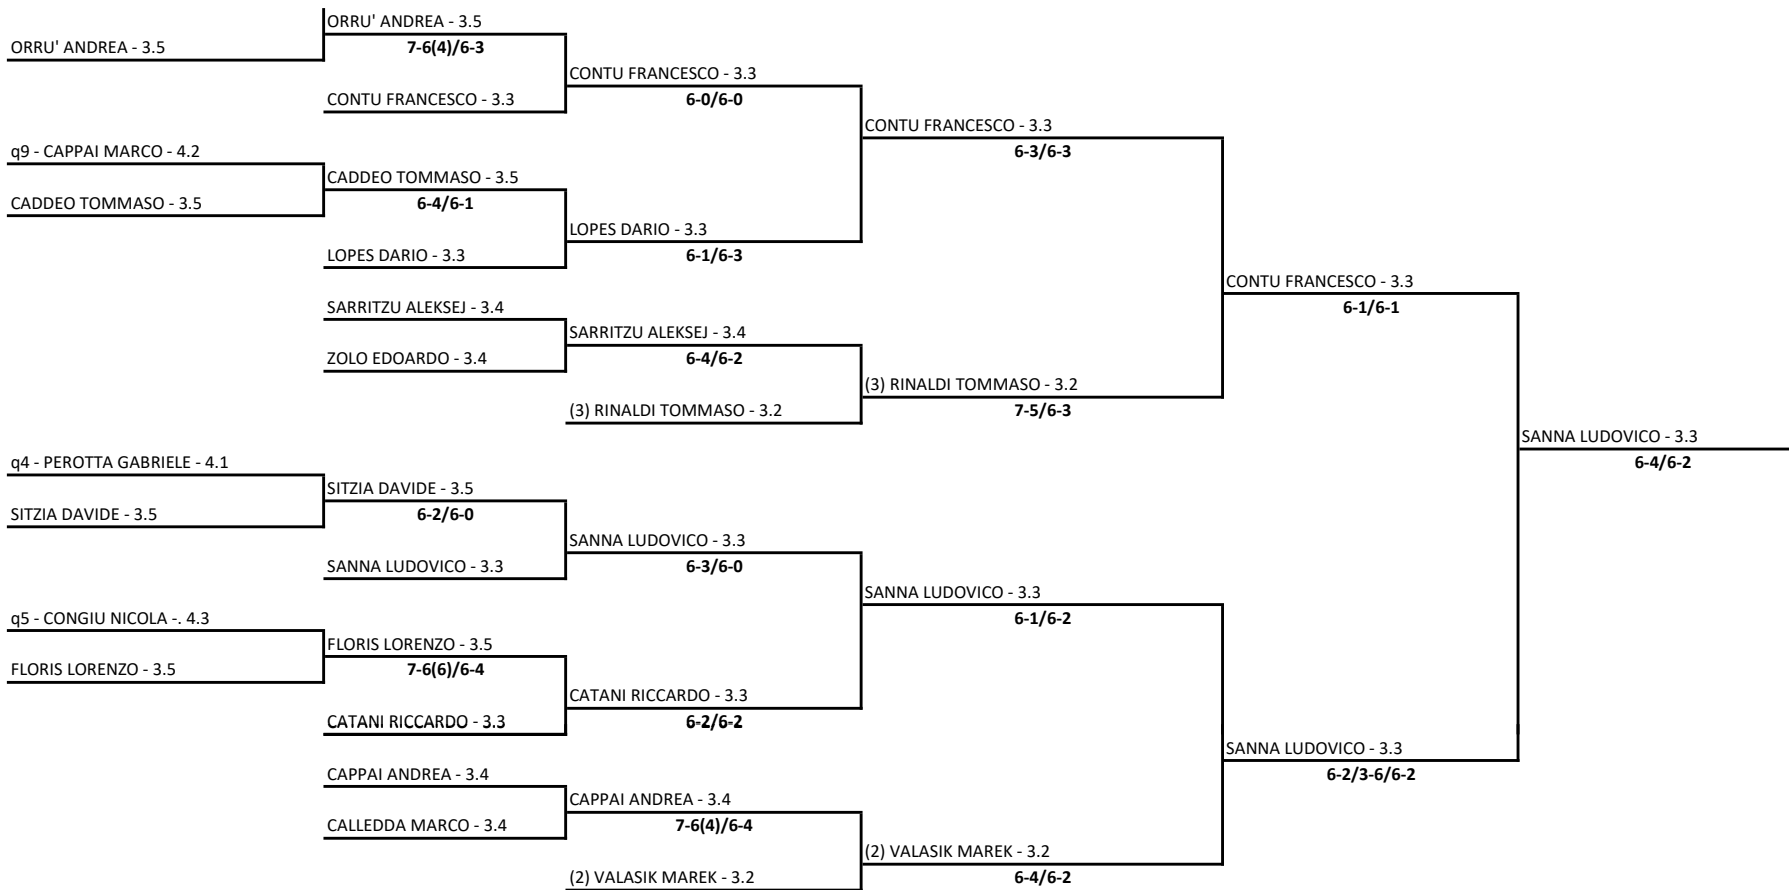 ORRU' ANDREA - 3.5
ORRU' ANDREA - 3.5
7-6(4)/6-3
CONTU FRANCESCO - 3.3
CONTU FRANCESCO - 3.3
6-0/6-0
CONTU FRANCESCO - 3.3
6-3/6-3
q9 - CAPPAI MARCO - 4.2
CADDEO TOMMASO - 3.5
CADDEO TOMMASO - 3.5
6-4/6-1
LOPES DARIO - 3.3
6-1/6-3
LOPES DARIO - 3.3
CONTU FRANCESCO - 3.3
6-1/6-1
SARRITZU ALEKSEJ - 3.4
SARRITZU ALEKSEJ - 3.4
6-4/6-2
ZOLO EDOARDO - 3.4
(3) RINALDI TOMMASO - 3.2
7-5/6-3
(3) RINALDI TOMMASO - 3.2
SANNA LUDOVICO - 3.3
6-4/6-2
q4 - PEROTTA GABRIELE - 4.1
SITZIA DAVIDE - 3.5
6-2/6-0
SITZIA DAVIDE - 3.5
SANNA LUDOVICO - 3.3
6-3/6-0
SANNA LUDOVICO - 3.3
SANNA LUDOVICO - 3.3
6-1/6-2
q5 - CONGIU NICOLA -. 4.3
FLORIS LORENZO - 3.5
7-6(6)/6-4
FLORIS LORENZO - 3.5
CATANI RICCARDO - 3.3
6-2/6-2
CATANI RICCARDO - 3.3
SANNA LUDOVICO - 3.3
6-2/3-6/6-2
CAPPAI ANDREA - 3.4
CAPPAI ANDREA - 3.4
7-6(4)/6-4
CALLEDDA MARCO - 3.4
(2) VALASIK MAREK - 3.2
6-4/6-2
(2) VALASIK MAREK - 3.2